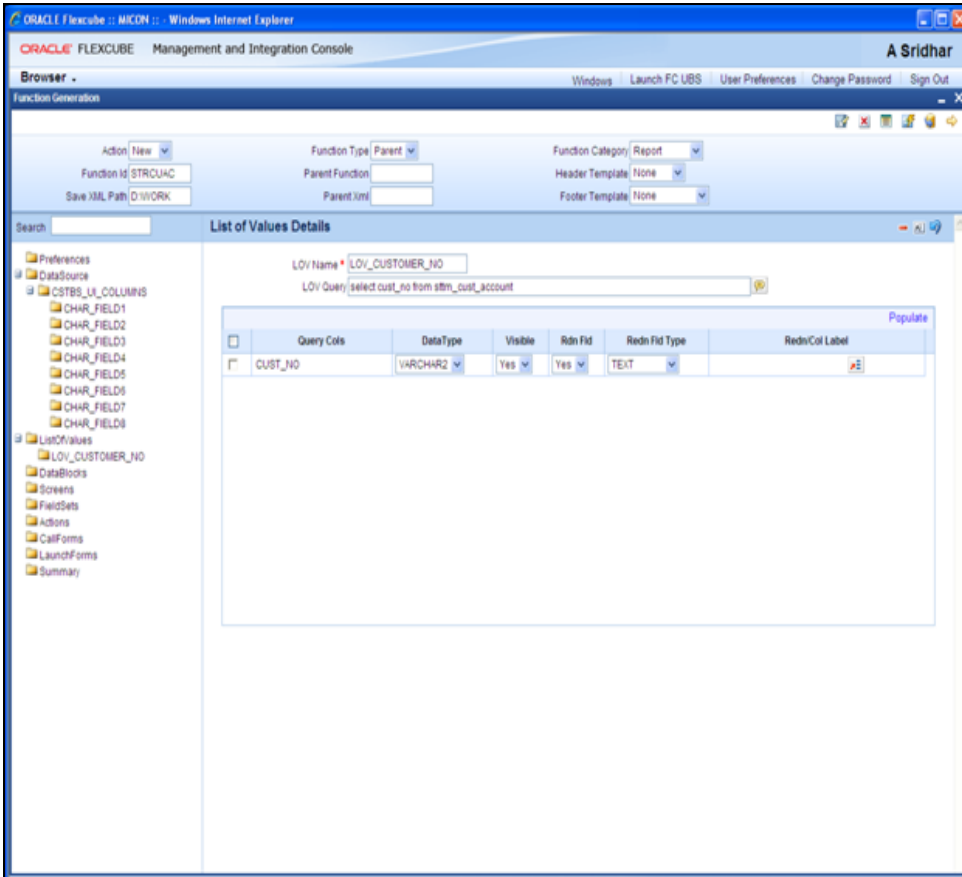 ORACLE Flexcube :: MICON :: - Windows Internet Explorer
ORACLE FLEXCUBE Management and Integration Console A Sridhar
Browser Windows Launch FC UBS User Preferences Change Password Sign Out
Function Generation
Action New Function Type Parent Function Category Report
Function Id STRCUAC Parent Function Header Template None
Save XML Path D:\WORK Parent Xml Footer Template None
Search List of Values Details
Preferences
DataSource
CSTBS_UI_COLUMNS
CHAR_FIELD1
CHAR_FIELD2
CHAR_FIELD3
CHAR_FIELD4
CHAR_FIELD5
CHAR_FIELD6
CHAR_FIELD7
CHAR_FIELD8
ListOfValues
LOV_CUSTOMER_NO
DataBlocks
Screens
FieldSets
Actions
CallForms
LaunchForms
Summary
LOV Name * LOV_CUSTOMER_NO
LOV Query select cust_no from sttm_cust_account
Populate
Query Cols DataType Visible Rdn Fld Redn Fld Type Redn/Col Label
CUST_NO VARCHAR2 Yes Yes TEXT